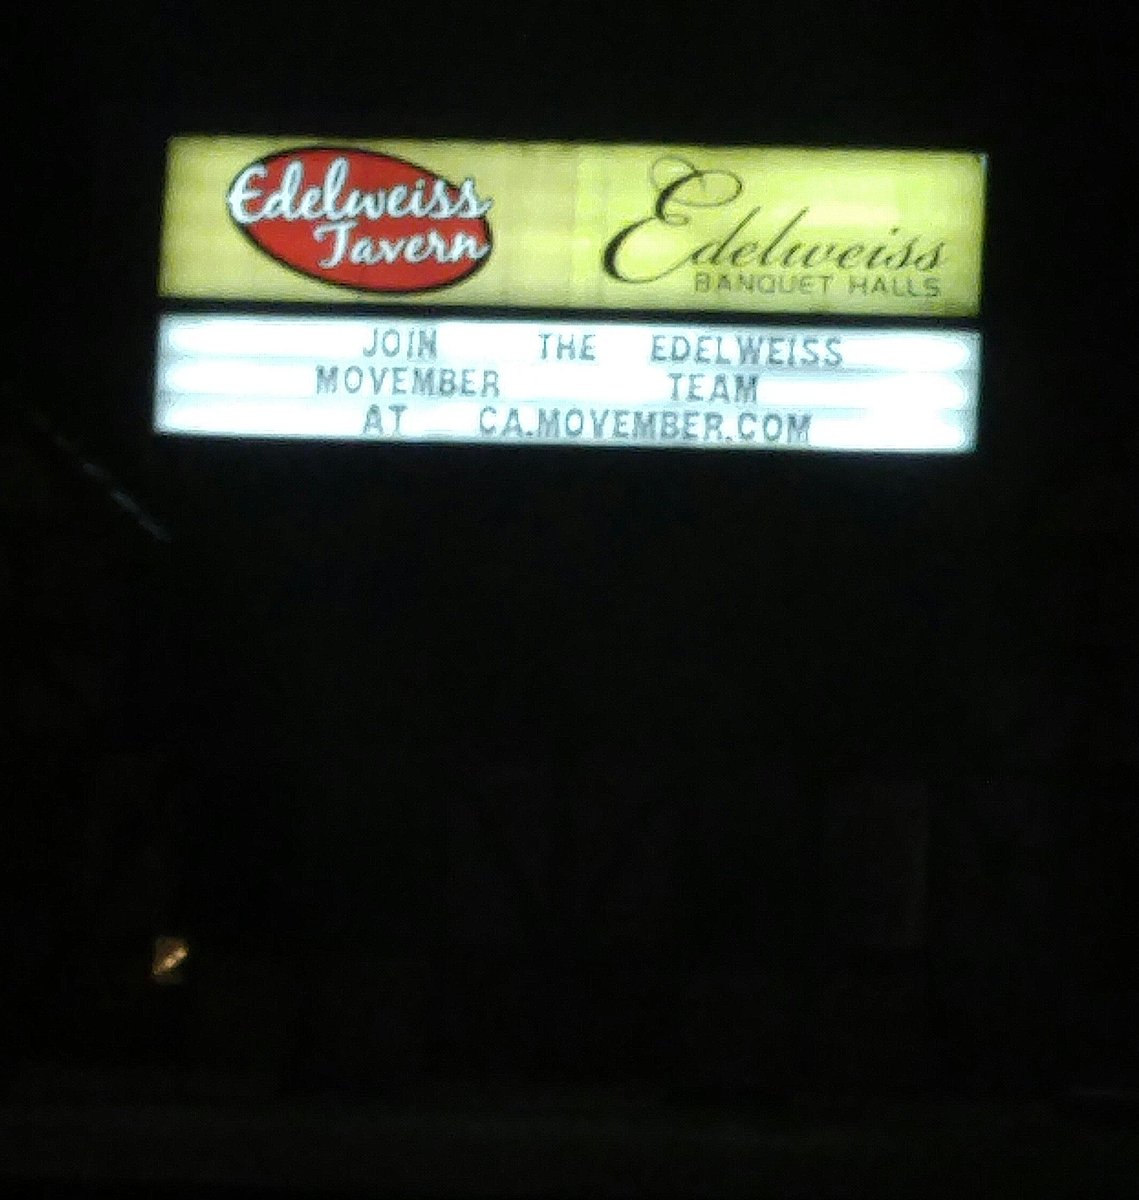 Edelweiss
Tavern
Edelweiss
BANQUET HALLS
JOIN THE EDELWEISS
MOVEMBER TEAM
AT CA.MOVEMBER.COM